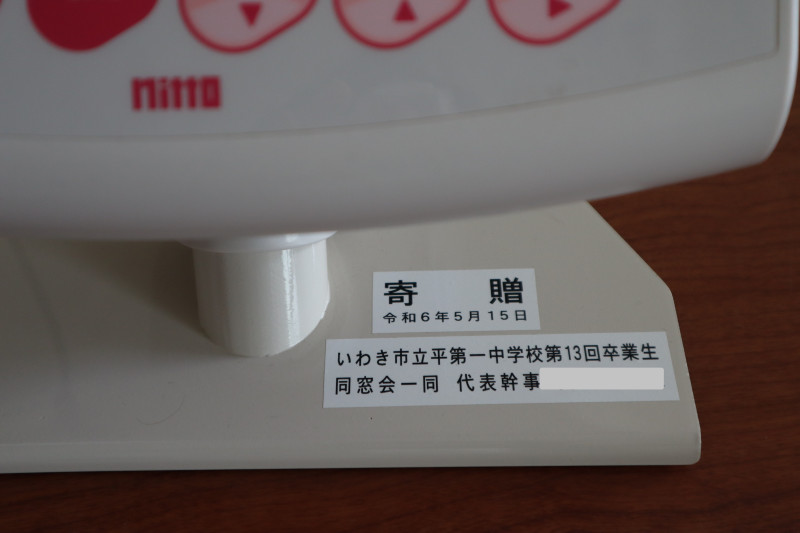 nitto
寄 贈
令和6年5月15日
いわき市立平第一中学校第13回卒業生
同窓会一同 代表幹事